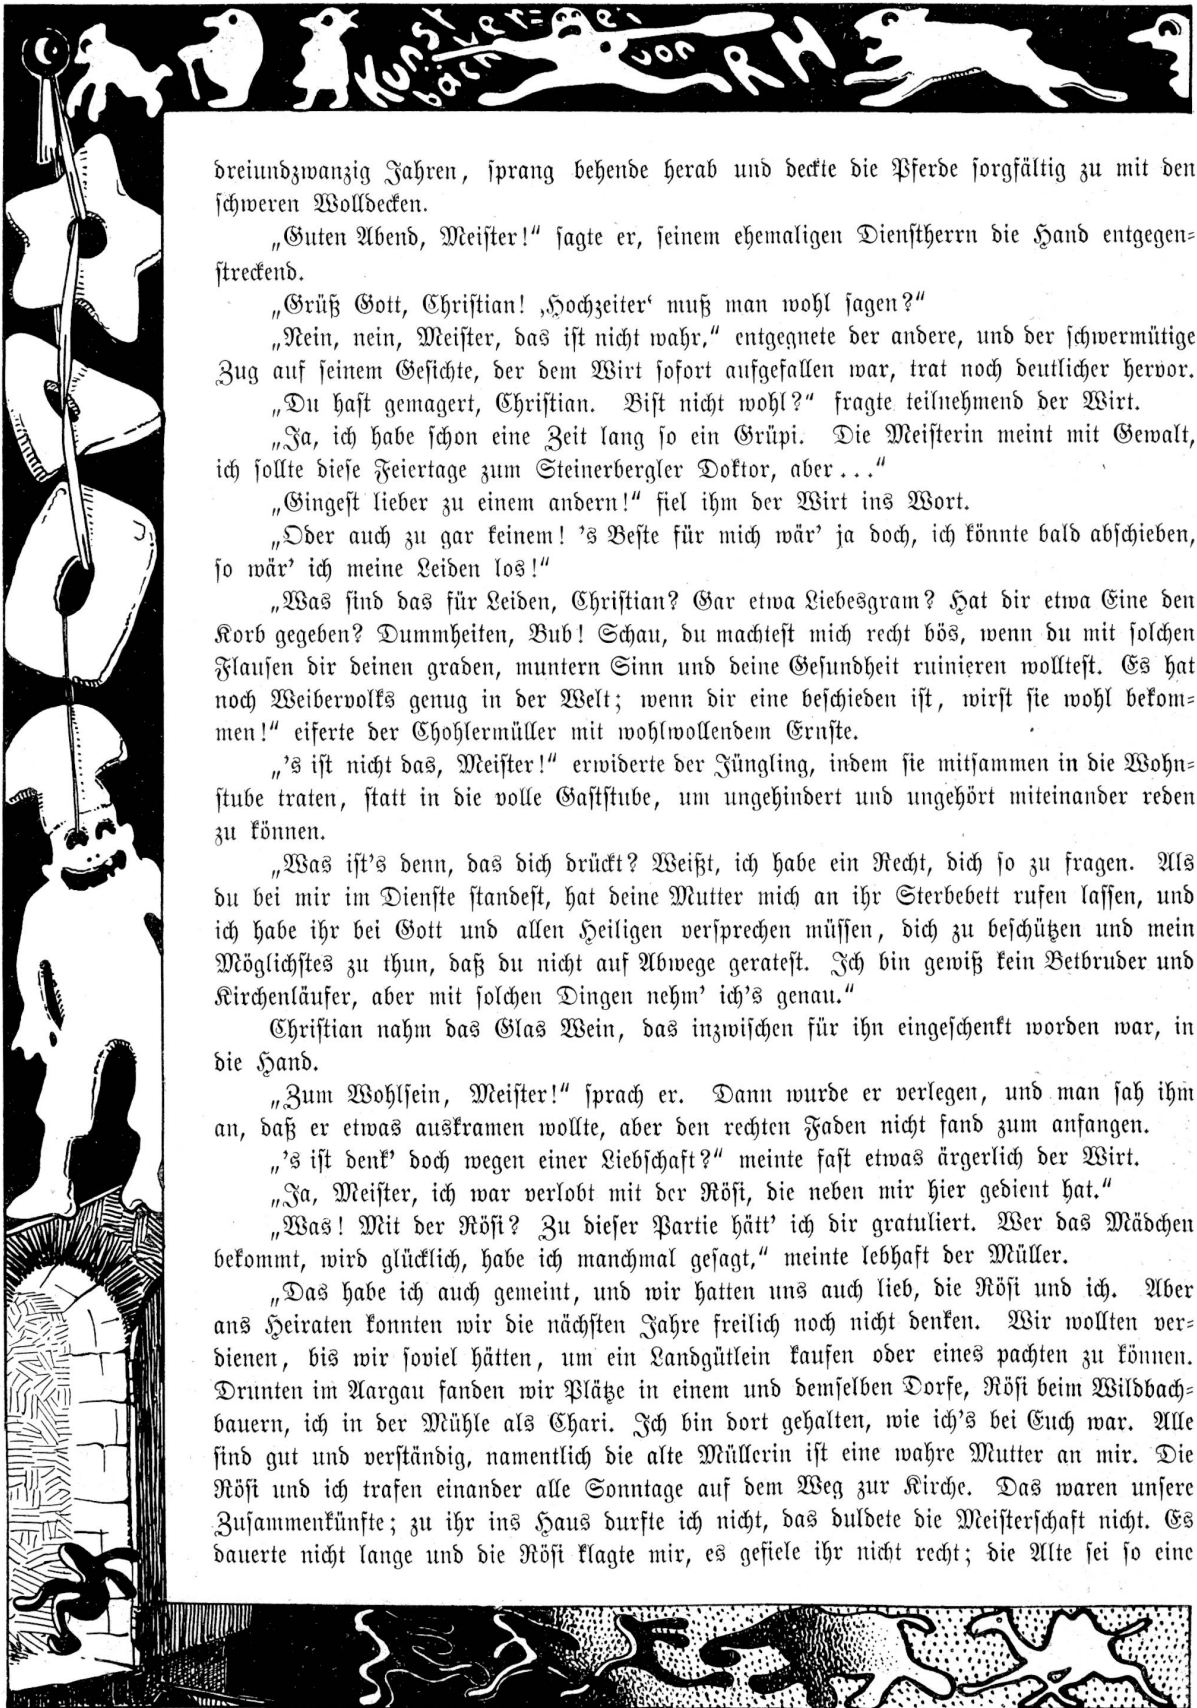 Kunst
bäckerei von
RH
dreiundzwanzig Jahren, sprang behende herab und deckte die Pferde sorgfältig zu mit den
schweren Wolldecken.
„Guten Abend, Meister!“ sagte er, seinem ehemaligen Dienstherrn die Hand entgegen=
streckend.
„Grüß Gott, Christian! ‚Hochzeiter‘ muß man wohl sagen?“
„Nein, nein, Meister, das ist nicht wahr,“ entgegnete der andere, und der schwermütige
Zug auf seinem Gesichte, der dem Wirt sofort aufgefallen war, trat noch deutlicher hervor.
„Du hast gemagert, Christian. Bist nicht wohl?“ fragte teilnehmend der Wirt.
„Ja, ich habe schon eine Zeit lang so ein Grüpi. Die Meisterin meint mit Gewalt,
ich sollte diese Feiertage zum Steinerbergler Doktor, aber ...“
„Gingest lieber zu einem andern!“ fiel ihm der Wirt ins Wort.
„Oder auch zu gar keinem! 's Beste für mich wär' ja doch, ich könnte bald abschieben,
so wär' ich meine Leiden los!“
„Was sind das für Leiden, Christian? Gar etwa Liebesgram? Hat dir etwa Eine den
Korb gegeben? Dummheiten, Bub! Schau, du machtest mich recht bös, wenn du mit solchen
Flausen dir deinen graden, muntern Sinn und deine Gesundheit ruinieren wolltest. Es hat
noch Weibervolks genug in der Welt; wenn dir eine beschieden ist, wirst sie wohl bekom=
men!“ eiferte der Chohlermüller mit wohlwollendem Ernste.
„'s ist nicht das, Meister!“ erwiderte der Jüngling, indem sie mitsammen in die Wohn=
stube traten, statt in die volle Gaststube, um ungehindert und ungehört miteinander reden
zu können.
„Was ist's denn, das dich drückt? Weißt, ich habe ein Recht, dich so zu fragen. Als
du bei mir im Dienste standest, hat deine Mutter mich an ihr Sterbebett rufen lassen, und
ich habe ihr bei Gott und allen Heiligen versprechen müssen, dich zu beschützen und mein
Möglichstes zu thun, daß du nicht auf Abwege geratest. Ich bin gewiß kein Betbruder und
Kirchenläufer, aber mit solchen Dingen nehm' ich's genau.“
Christian nahm das Glas Wein, das inzwischen für ihn eingeschenkt worden war, in
die Hand.
„Zum Wohlsein, Meister!“ sprach er. Dann wurde er verlegen, und man sah ihm
an, daß er etwas auskramen wollte, aber den rechten Faden nicht fand zum anfangen.
„'s ist denk' doch wegen einer Liebschaft?“ meinte fast etwas ärgerlich der Wirt.
„Ja, Meister, ich war verlobt mit der Rösi, die neben mir hier gedient hat.“
„Was! Mit der Rösi? Zu dieser Partie hätt' ich dir gratuliert. Wer das Mädchen
bekommt, wird glücklich, habe ich manchmal gesagt,“ meinte lebhaft der Müller.
„Das habe ich auch gemeint, und wir hatten uns auch lieb, die Rösi und ich. Aber
ans Heiraten konnten wir die nächsten Jahre freilich noch nicht denken. Wir wollten ver=
dienen, bis wir soviel hätten, um ein Landgütlein kaufen oder eines pachten zu können.
Drunten im Aargau fanden wir Plätze in einem und demselben Dorfe, Rösi beim Wildbach=
bauern, ich in der Mühle als Chari. Ich bin dort gehalten, wie ich's bei Euch war. Alle
sind gut und verständig, namentlich die alte Müllerin ist eine wahre Mutter an mir. Die
Rösi und ich trafen einander alle Sonntage auf dem Weg zur Kirche. Das waren unsere
Zusammenkünfte; zu ihr ins Haus durfte ich nicht, das duldete die Meisterschaft nicht. Es
dauerte nicht lange und die Rösi klagte mir, es gefiele ihr nicht recht; die Alte sei so eine